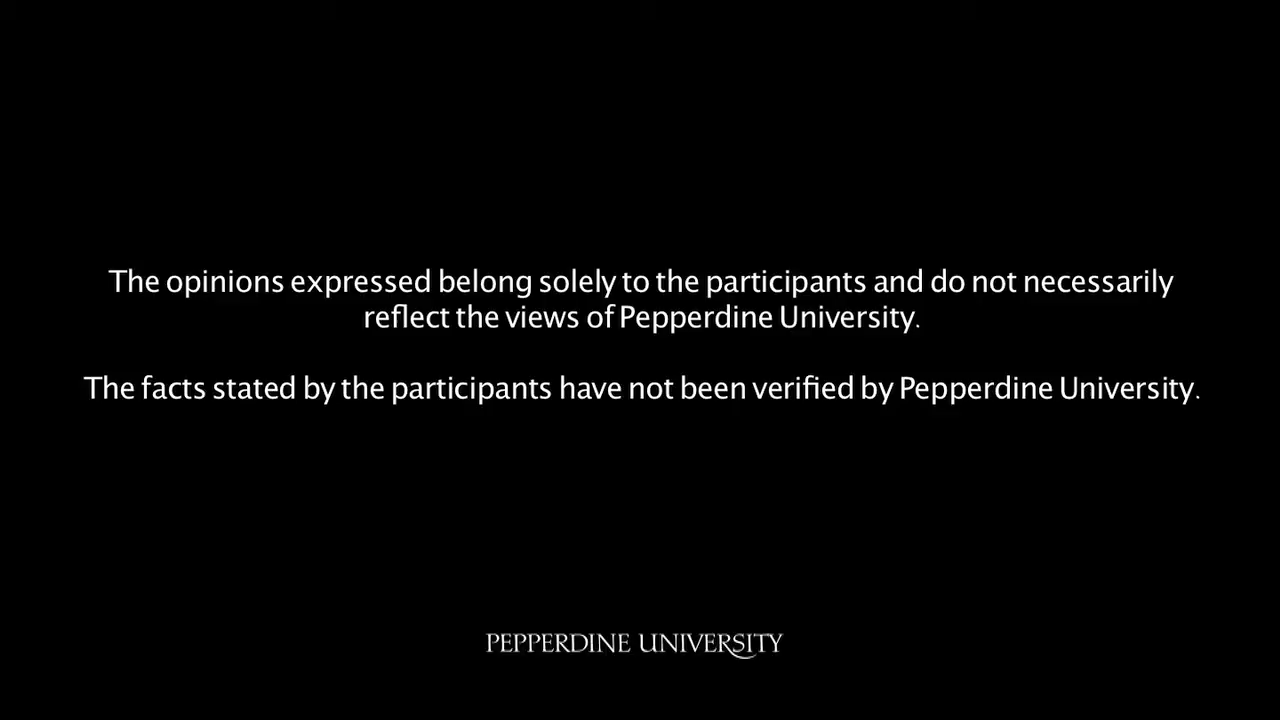 The opinions expressed belong solely to the participants and do not necessarily
reflect the views of Pepperdine University.
The facts stated by the participants have not been verified by Pepperdine University.
PEPPERDINE UNIVERSITY